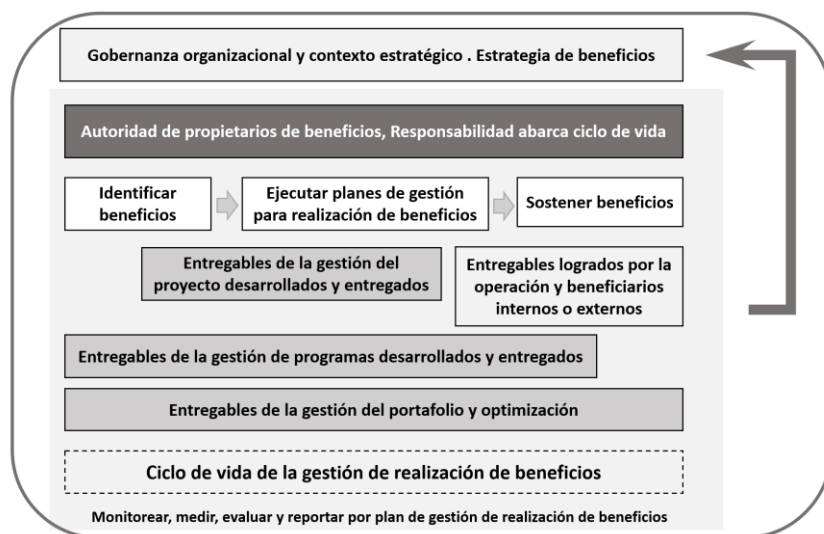 Gobernanza organizacional y contexto estratégico . Estrategia de beneficios
Autoridad de propietarios de beneficios, Responsabilidad abarca ciclo de vida
Identificar
beneficios
Ejecutar planes de gestión
para realización de beneficios
Sostener beneficios
Entregables de la gestión del
proyecto desarrollados y entregados
Entregables logrados por la
operación y beneficiarios
internos o externos
Entregables de la gestión de programas desarrollados y entregados
Entregables de la gestión del portafolio y optimización
Ciclo de vida de la gestión de realización de beneficios
Monitorear, medir, evaluar y reportar por plan de gestión de realización de beneficios